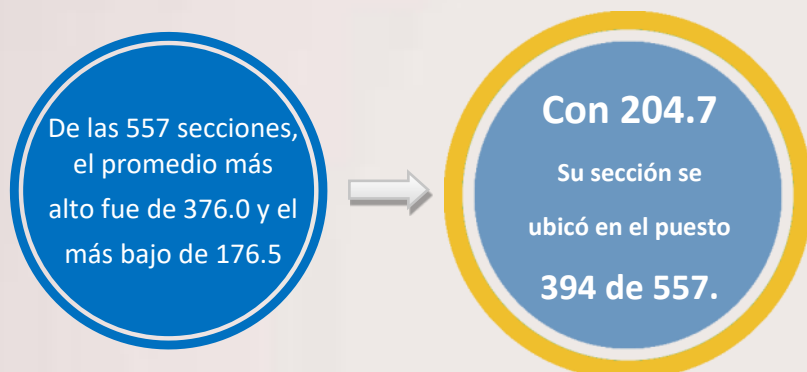 De las 557 secciones,
el promedio más
alto fue de 376.0 y el
más bajo de 176.5
Con 204.7
Su sección se
ubicó en el puesto
394 de 557.